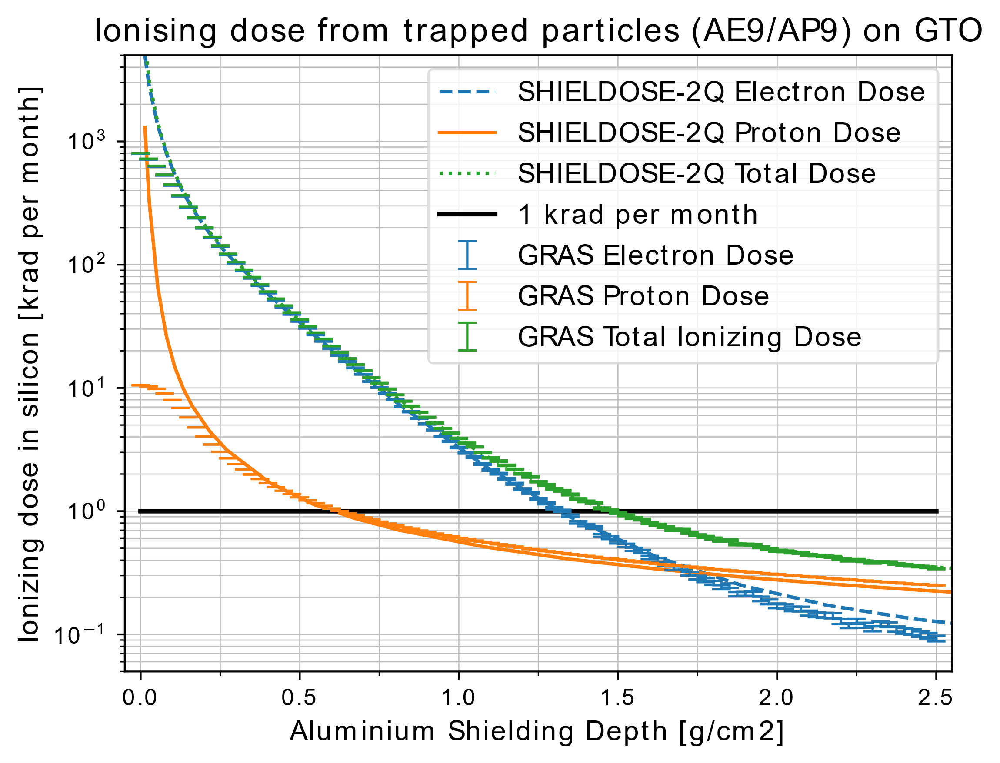 Ionising dose from trapped particles (AE9/AP9) on GTO
Ionizing dose in silicon [krad per month]
10³
10²
10¹
10⁰
10⁻¹
SHIELDOSE-2Q Electron Dose
SHIELDOSE-2Q Proton Dose
SHIELDOSE-2Q Total Dose
1 krad per month
GRAS Electron Dose
GRAS Proton Dose
GRAS Total Ionizing Dose
0.0 0.5 1.0 1.5 2.0 2.5
Aluminium Shielding Depth [g/cm2]